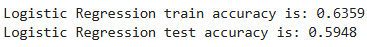 Logistic Regression train accuracy is: 0.6359
Logistic Regression test accuracy is: 0.5948